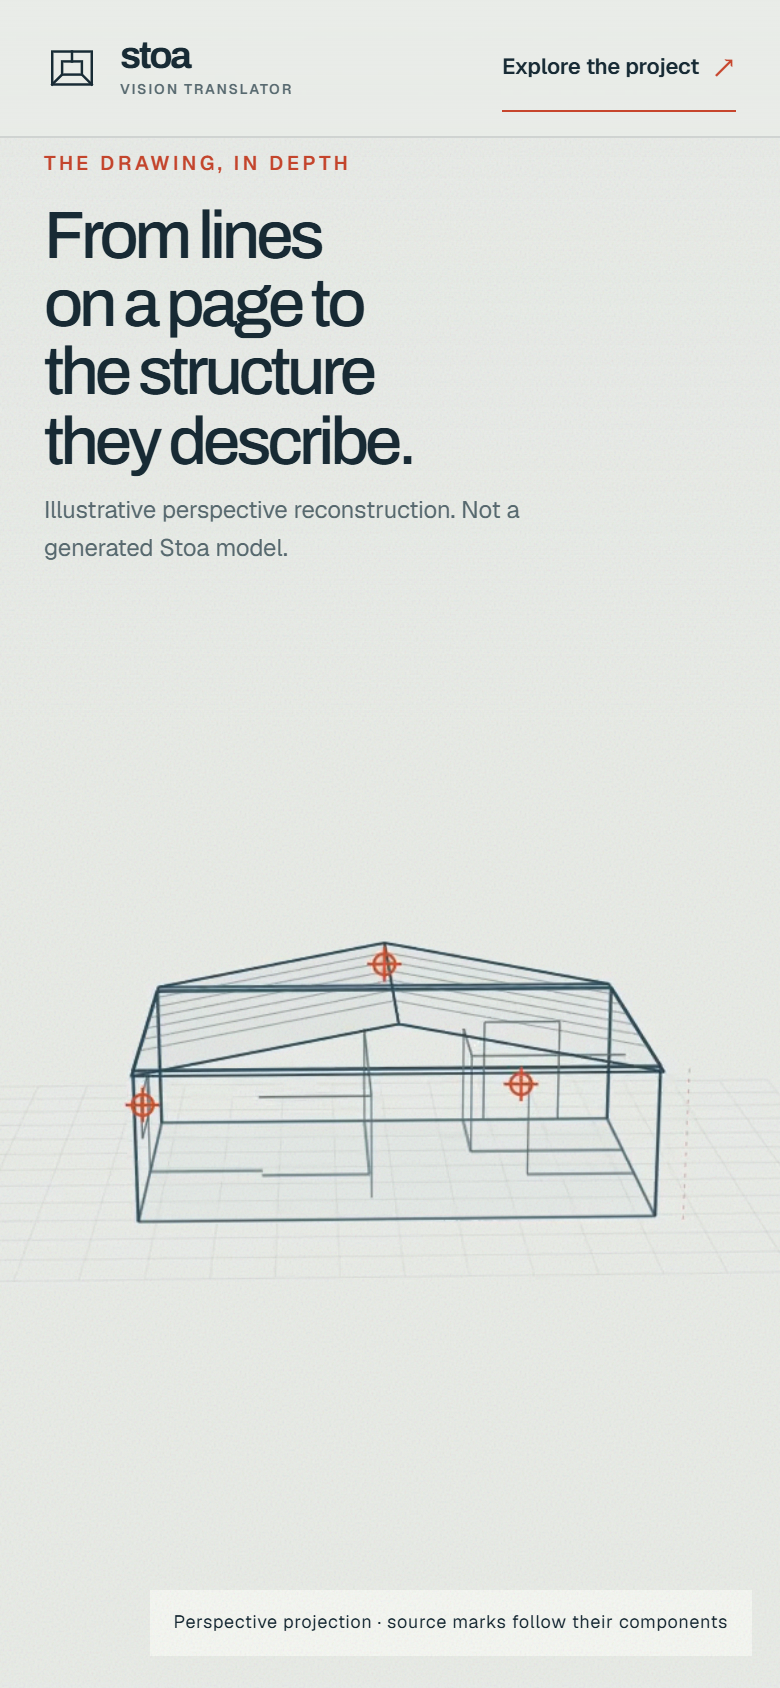 stoa
VISION TRANSLATOR
Explore the project ↗
THE DRAWING, IN DEPTH
From lines
on a page to
the structure
they describe.
Illustrative perspective reconstruction. Not a
generated Stoa model.
Perspective projection · source marks follow their components